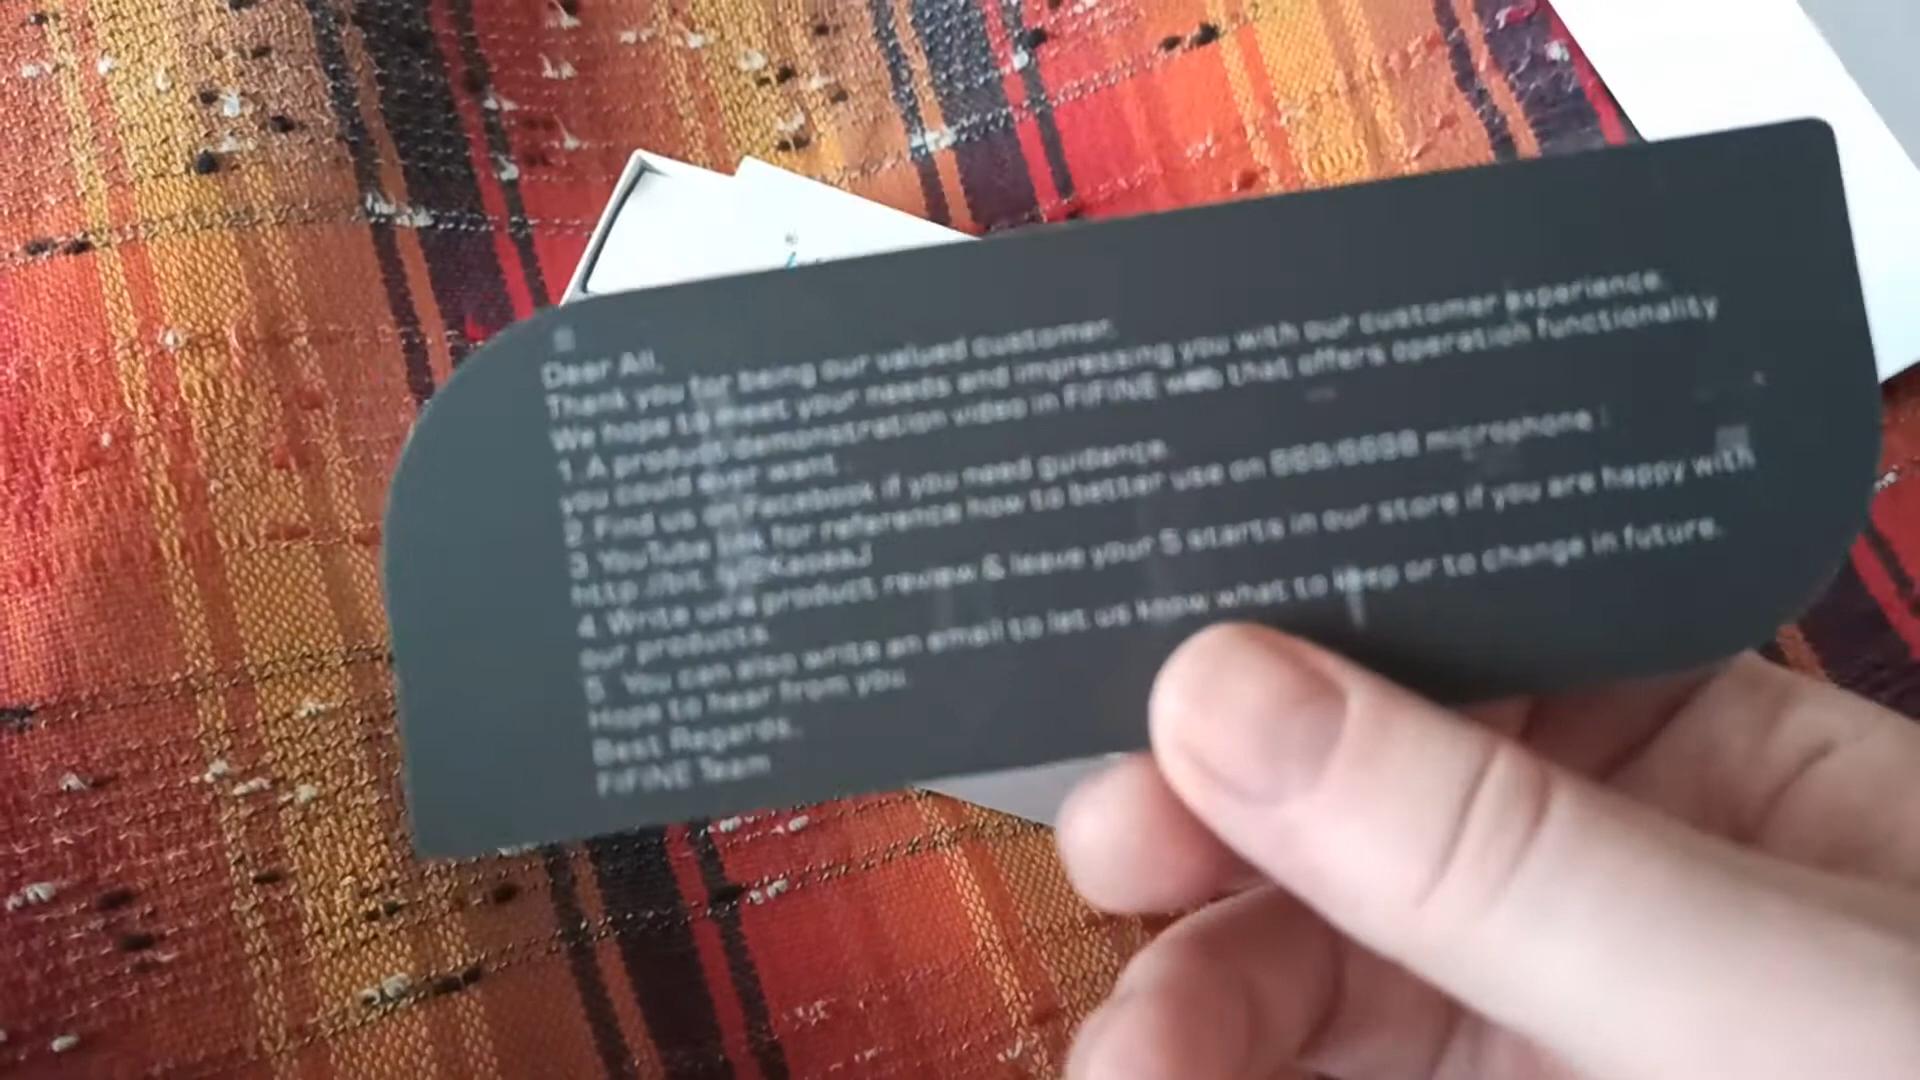 Dear All,
Thank you for being our valued customer.
We hope to meet your needs and impressing you with our customer experience.
1.A product demonstration video in FIFINE web that offers operation functionality
you could ever want.
2.Find us on Facebook if you need guidance.
3.YouTube link for reference how to better use on 669/669B microphone :
http://bit.
4.Write us a product review & leave your 5 starts in our store if you are happy with
our products.
5. You can also write an email to let us know what to keep or to change in future.
Hope to hear from you.
Best Regards,
FIFINE Team